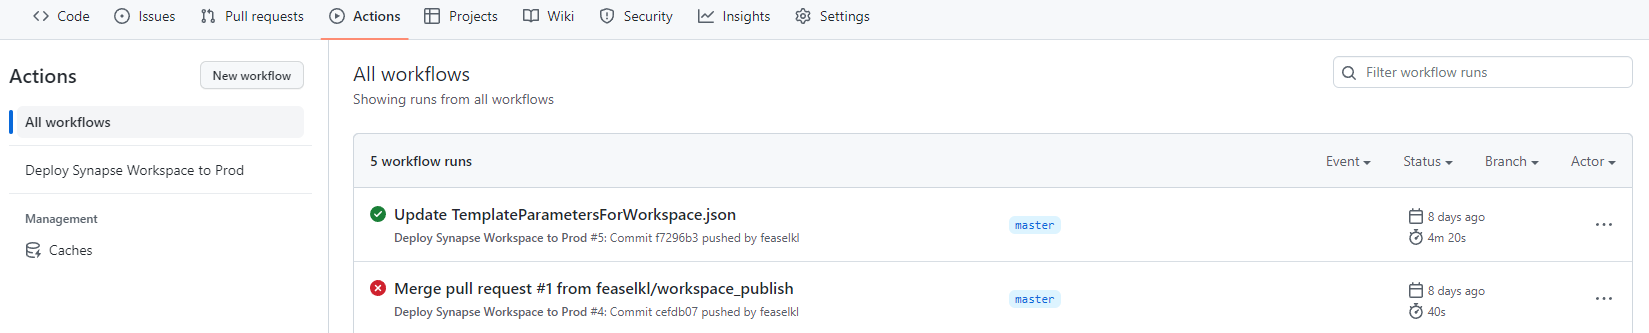 Code Issues Pull requests Actions Projects Wiki Security Insights Settings
Actions
New workflow
All workflows
Deploy Synapse Workspace to Prod
Management
Caches
All workflows
Showing runs from all workflows
Filter workflow runs
5 workflow runs
Event Status Branch Actor
Update TemplateParametersForWorkspace.json
Deploy Synapse Workspace to Prod #5: Commit f7296b3 pushed by feaselkl
master
8 days ago
4m 20s
Merge pull request #1 from feaselkl/workspace_publish
Deploy Synapse Workspace to Prod #4: Commit cefdb07 pushed by feaselkl
master
8 days ago
40s